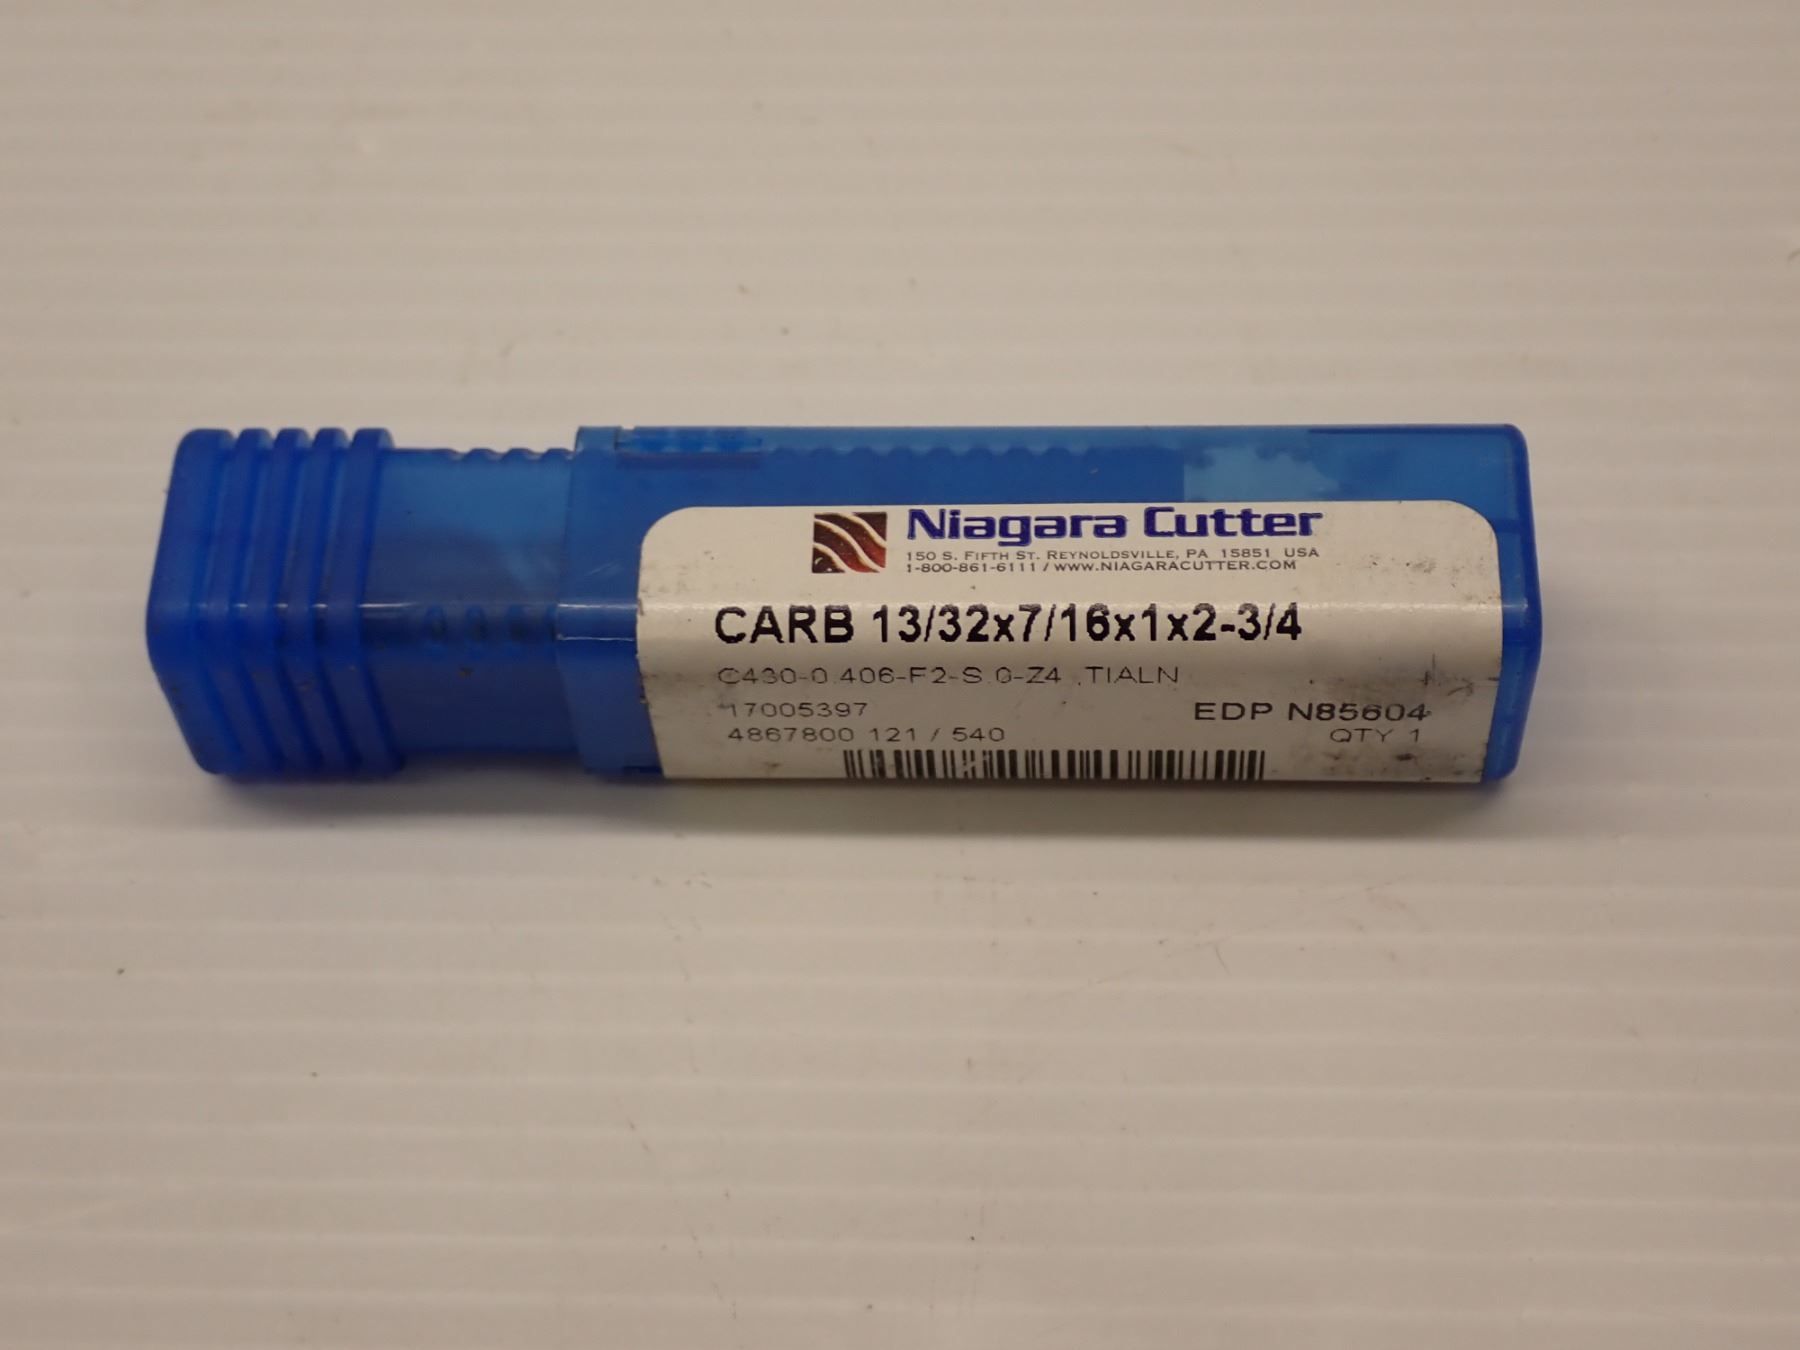 Niagara Cutter
150 S. FIFTH ST. REYNOLDSVILLE, PA 15851 USA
1-800-861-6111 / WWW.NIAGARACUTTER.COM
CARB 13/32x7/16x1x2-3/4
C430-0.406-F2-S.0-Z4 .TIALN
17005397
EDP N85604
4867800 121 / 540
QTY 1